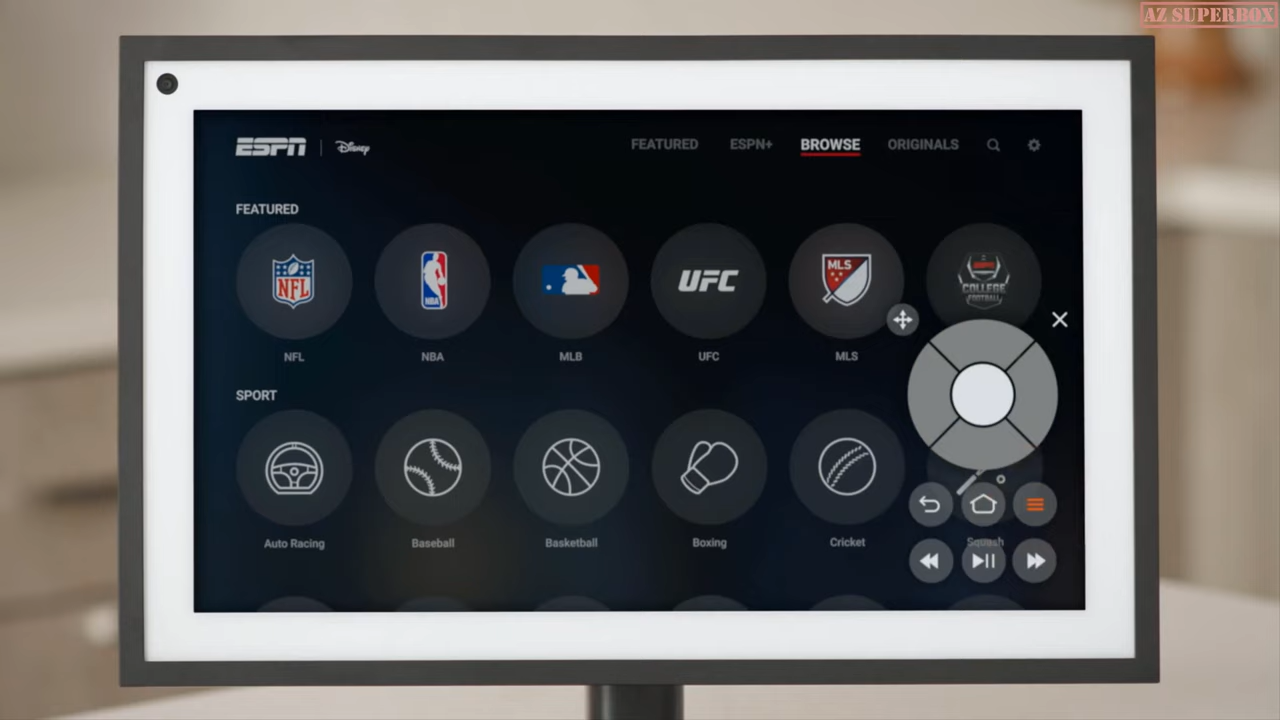 AZ SUPERBOX
ESPN | Disney
FEATURED ESPN+ BROWSE ORIGINALS
FEATURED
NFL
NBA
MLS
UFC
ESPN
COLLEGE
FOOTBALL
NFL NBA MLB UFC MLS
SPORT
Auto Racing Baseball Basketball Boxing Cricket Squash